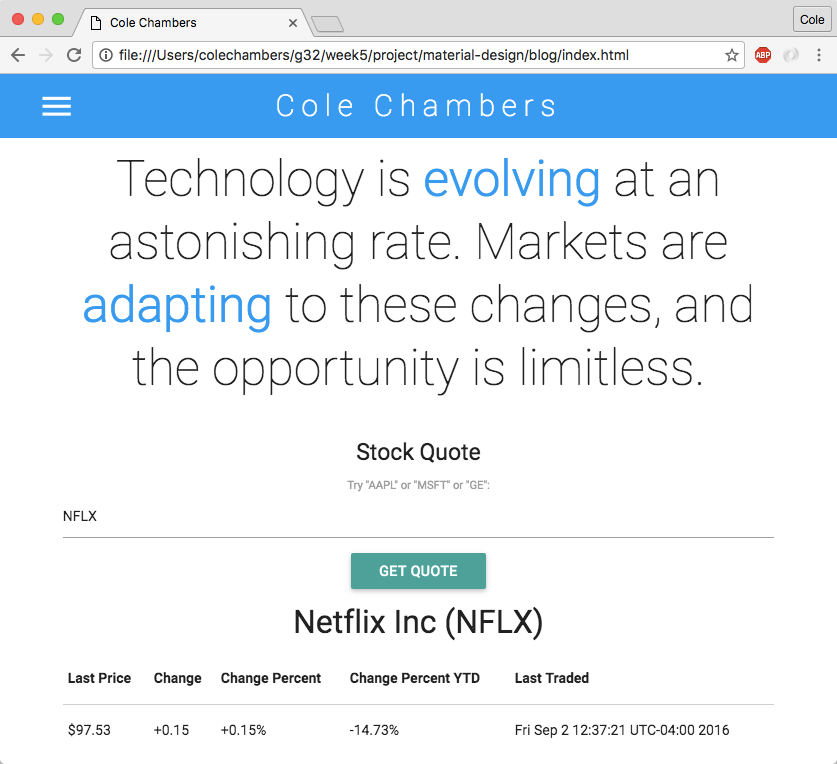 Cole Chambers
Cole
file:///Users/colechambers/g32/week5/project/material-design/blog/index.html
ABP
Cole Chambers
Technology is evolving at an
astonishing rate. Markets are
adapting to these changes, and
the opportunity is limitless.
Stock Quote
Try "AAPL" or "MSFT" or "GE":
NFLX
GET QUOTE
Netflix Inc (NFLX)
Last Price Change Change Percent Change Percent YTD Last Traded
$97.53 +0.15 +0.15% -14.73% Fri Sep 2 12:37:21 UTC-04:00 2016